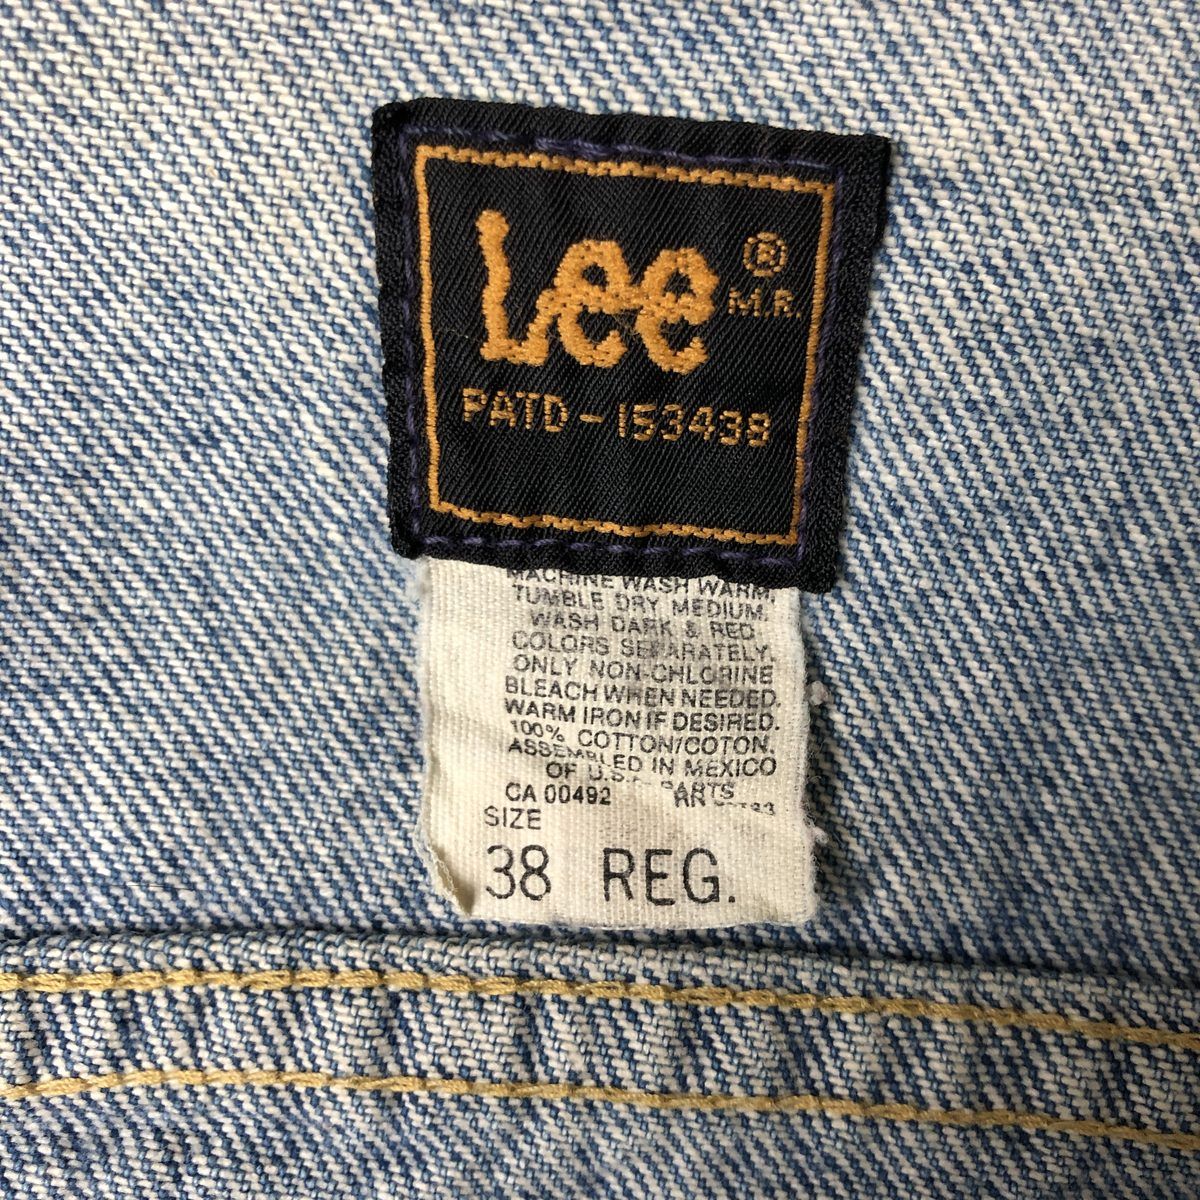 Lee ®
M.R.
PATD - 153438
MACHINE WASH WARM.
TUMBLE DRY MEDIUM.
WASH DARK & RED
COLORS SEPARATELY.
ONLY NON-CHLORINE
BLEACH WHEN NEEDED.
WARM IRON IF DESIRED.
100% COTTON/COTON.
ASSEMBLED IN MEXICO
OF U.S. PARTS
CA 00492 RN
SIZE
38 REG.